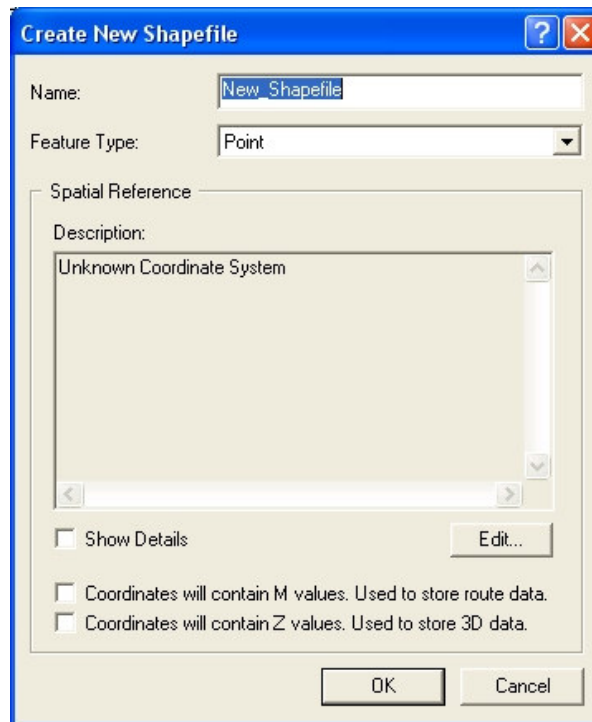 Create New Shapefile
Name: New_Shapefile
Feature Type: Point
Spatial Reference
Description:
Unknown Coordinate System
Show Details Edit...
Coordinates will contain M values. Used to store route data.
Coordinates will contain Z values. Used to store 3D data.
OK Cancel